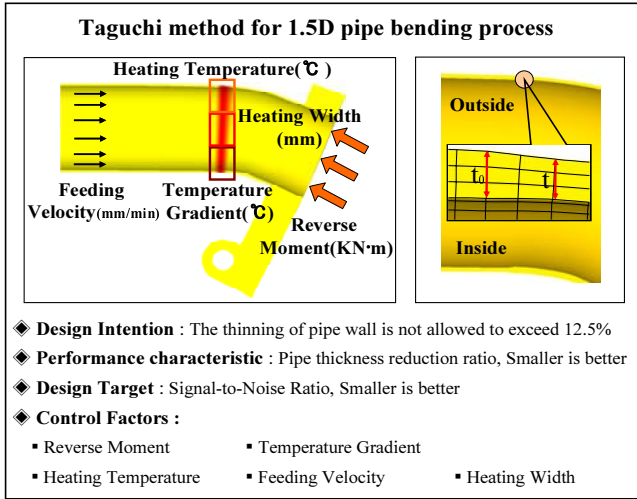 Taguchi method for 1.5D pipe bending process
Heating Temperature(℃)
Heating Width
(mm)
Feeding
Velocity(mm/min)
Temperature
Gradient(℃)
Reverse
Moment(KN·m)
Outside
t₀
t
Inside
◈ Design Intention : The thinning of pipe wall is not allowed to exceed 12.5%
◈ Performance characteristic : Pipe thickness reduction ratio, Smaller is better
◈ Design Target : Signal-to-Noise Ratio, Smaller is better
◈ Control Factors :
▪ Reverse Moment ▪ Temperature Gradient
▪ Heating Temperature ▪ Feeding Velocity ▪ Heating Width